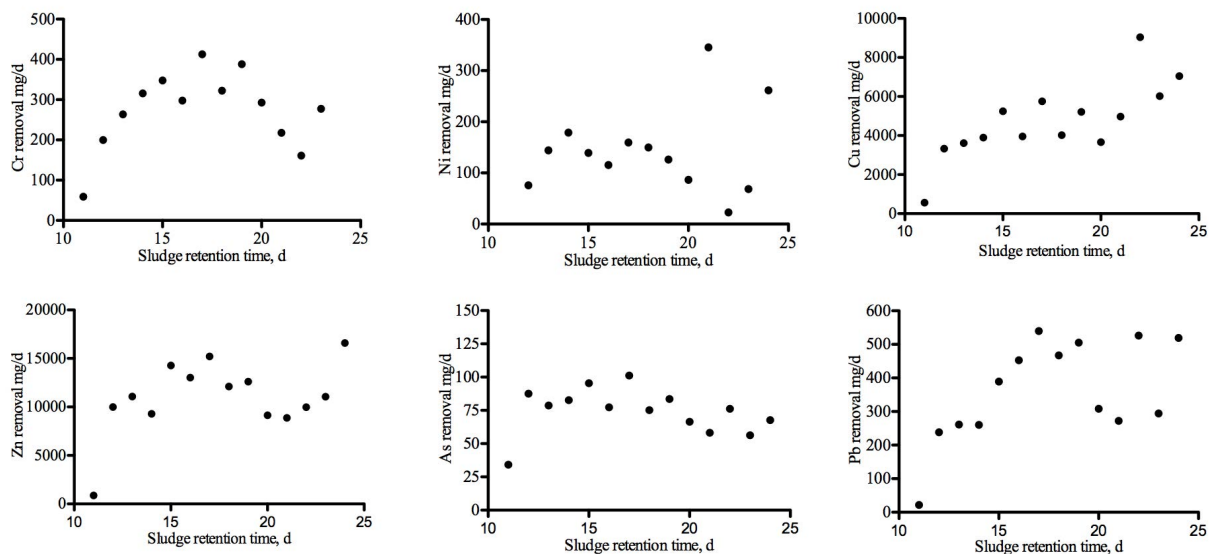 Cr removal mg/d
500
400
300
200
100
0
10 15 20 25
Sludge retention time, d
Ni removal mg/d
400
300
200
100
0
10 15 20 25
Sludge retention time, d
Cu removal mg/d
10000
8000
6000
4000
2000
0
10 15 20 25
Sludge retention time, d
Zn removal mg/d
20000
15000
10000
5000
0
10 15 20 25
Sludge retention time, d
As removal mg/d
150
125
100
75
50
25
0
10 15 20 25
Sludge retention time, d
Pb removal mg/d
600
500
400
300
200
100
0
10 15 20 25
Sludge retention time, d